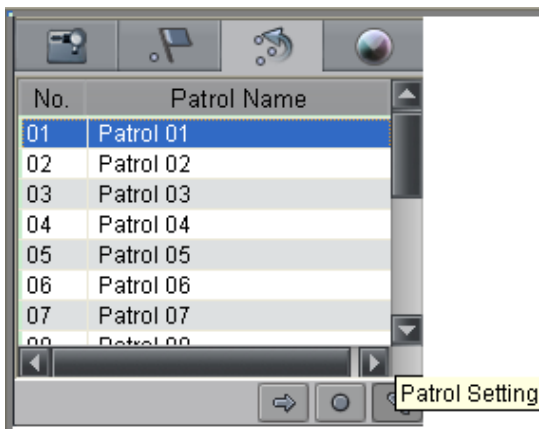 No. Patrol Name
01 Patrol 01
02 Patrol 02
03 Patrol 03
04 Patrol 04
05 Patrol 05
06 Patrol 06
07 Patrol 07
Patrol Setting